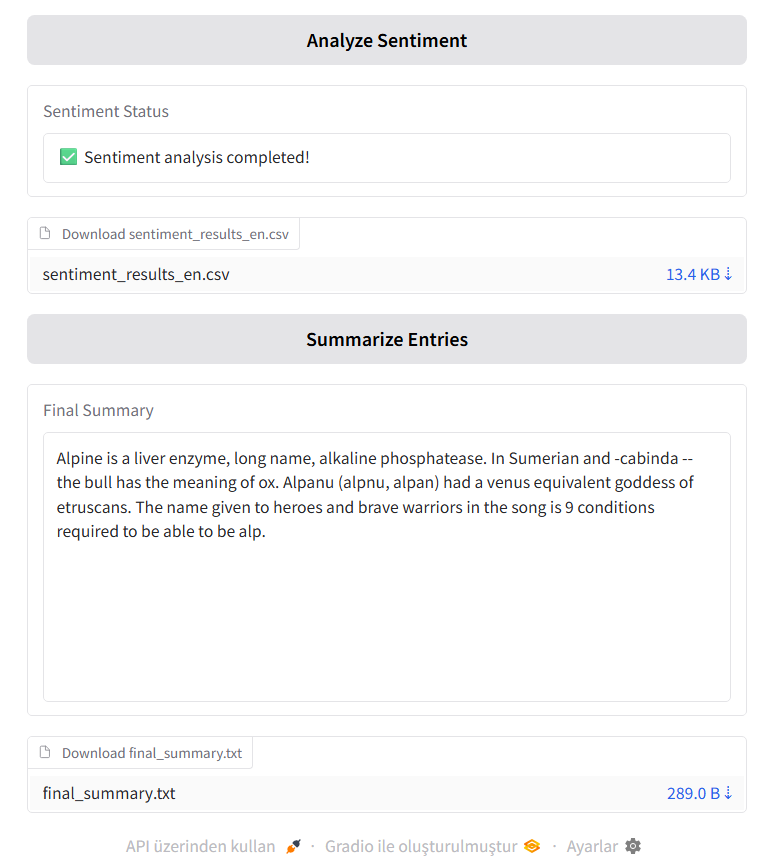 Analyze Sentiment
Sentiment Status
✅ Sentiment analysis completed!
Download sentiment_results_en.csv
sentiment_results_en.csv 13.4 KB ⇣
Summarize Entries
Final Summary
Alpine is a liver enzyme, long name, alkaline phosphatease. In Sumerian and -cabinda --
the bull has the meaning of ox. Alpanu (alpnu, alpan) had a venus equivalent goddess of
etruscans. The name given to heroes and brave warriors in the song is 9 conditions
required to be able to be alp.
Download final_summary.txt
final_summary.txt 289.0 B ⇣
API üzerinden kullan · Gradio ile oluşturulmuştur · Ayarlar